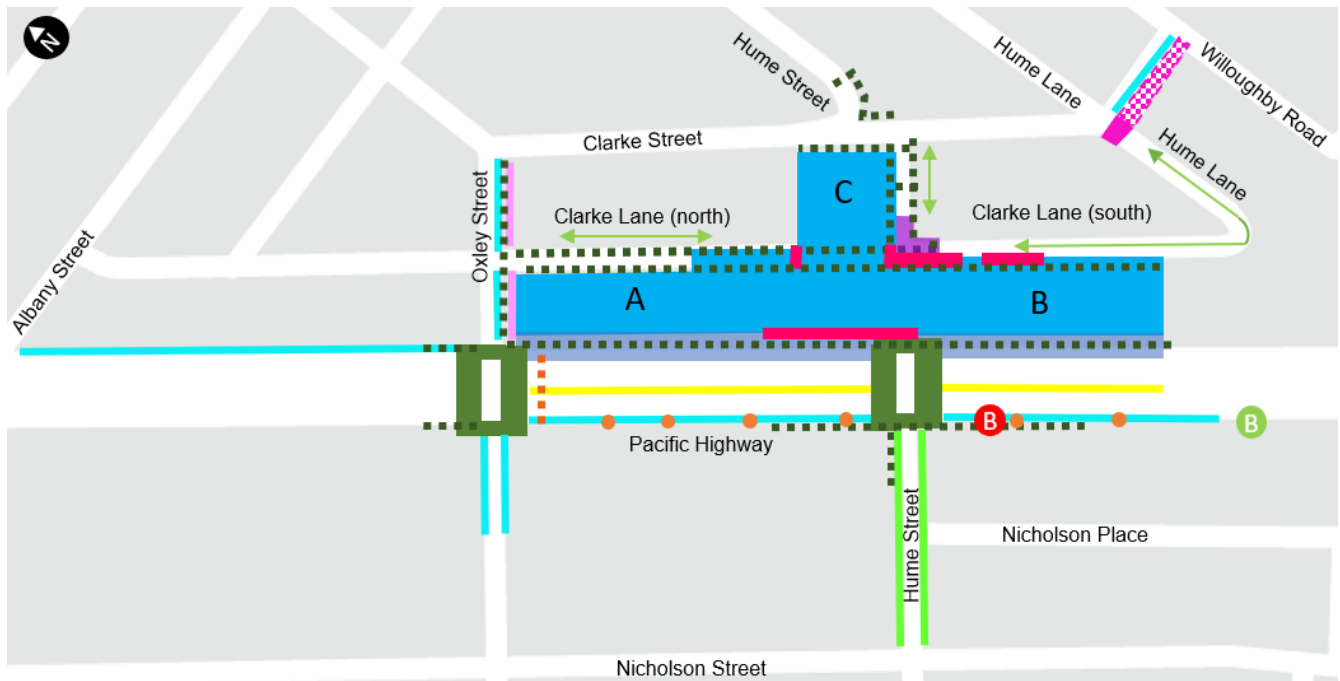 N
Hume Street
Hume Lane
Willoughby Road
Clarke Street
Hume Lane
C
Clarke Lane (north)
Clarke Lane (south)
Oxley Street
Albany Street
A
B
B
B
Pacific Highway
Hume Street
Nicholson Place
Nicholson Street